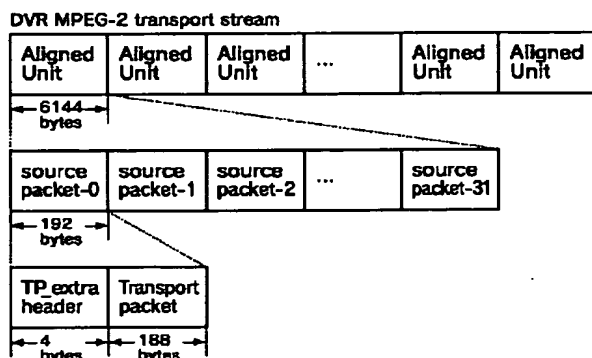 DVR MPEG-2 transport stream
Aligned Unit Aligned Unit Aligned Unit ... Aligned Unit Aligned Unit
6144 bytes
source packet-0 source packet-1 source packet-2 ... source packet-31
192 bytes
TP_extra header Transport packet
4 bytes 188 bytes